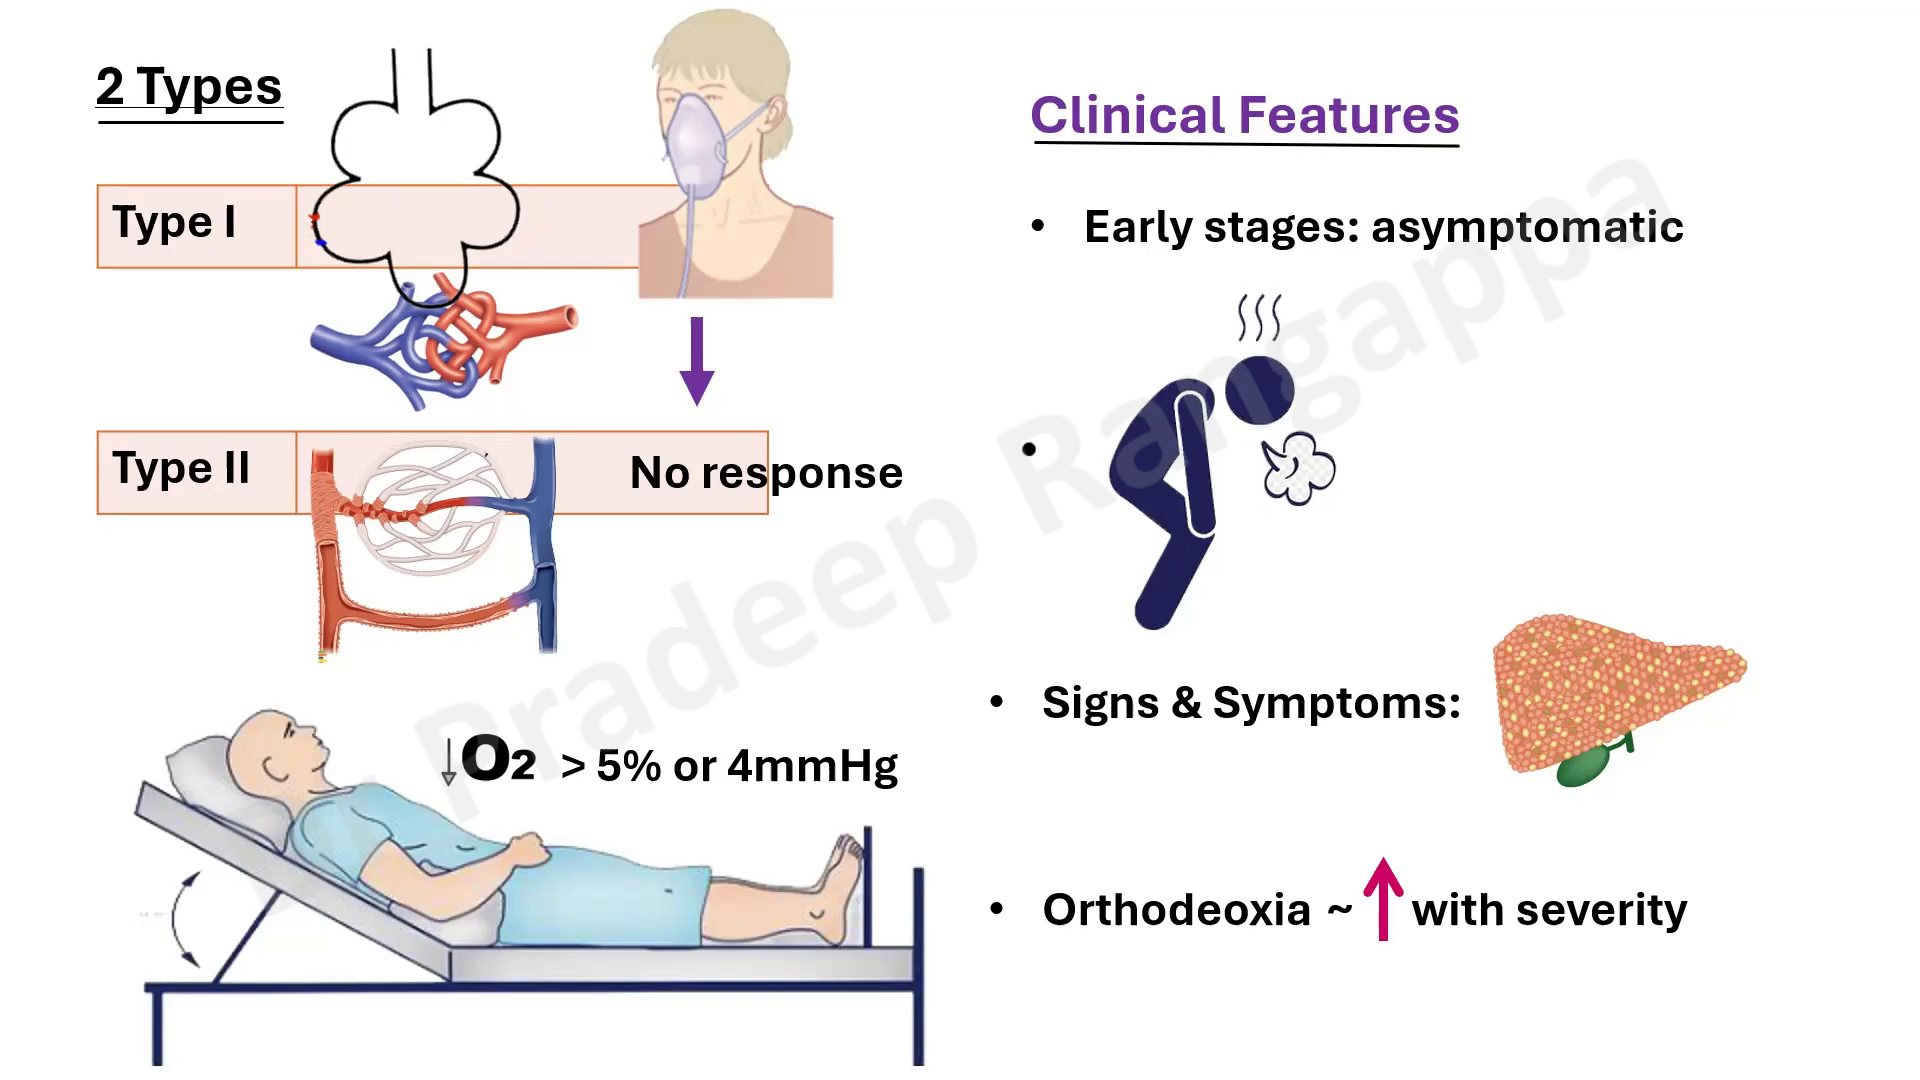 2 Types
Type I
Type II
No response
↓O₂ > 5% or 4mmHg
Clinical Features
• Early stages: asymptomatic
•
• Signs & Symptoms:
• Orthodeoxia ~ ↑ with severity
Dr Pradeep Rangappa